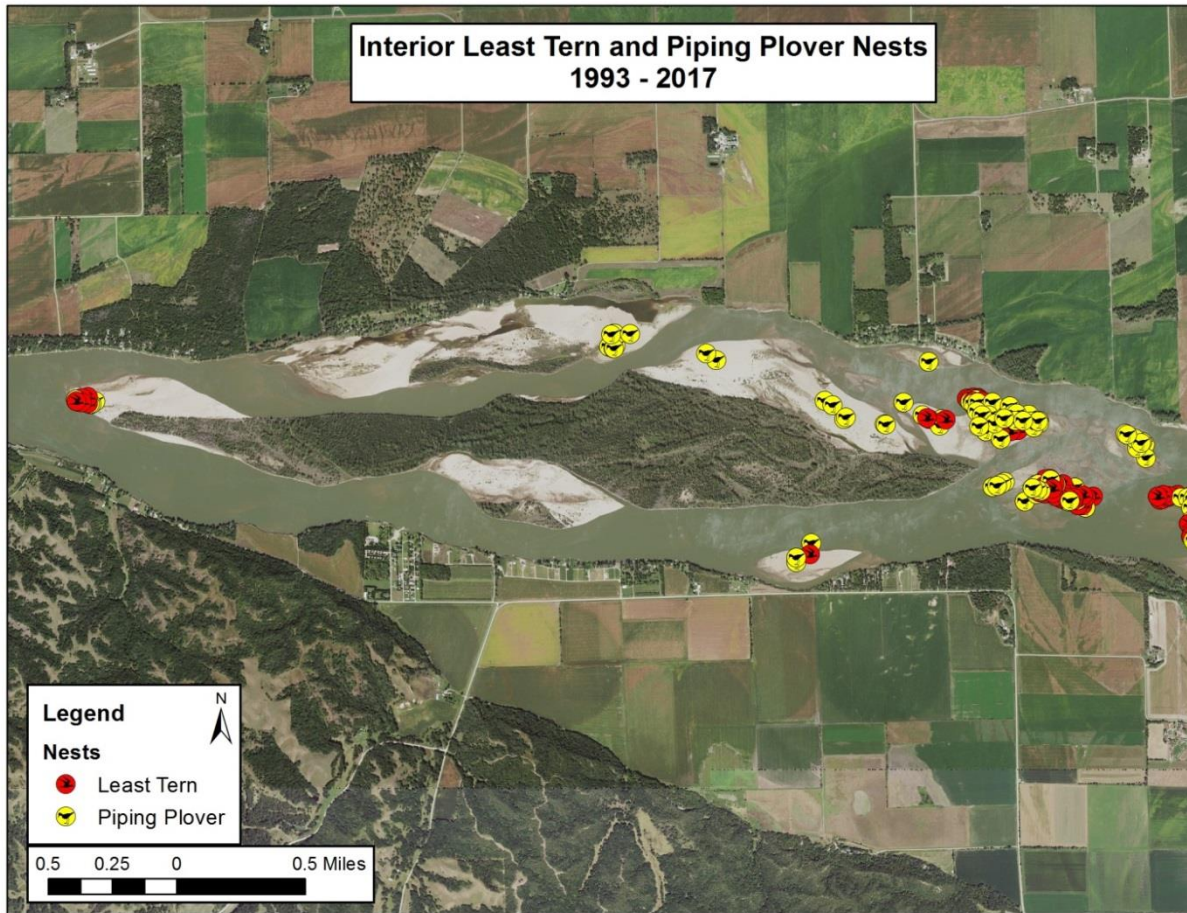 Interior Least Tern and Piping Plover Nests
1993 - 2017
Legend
N
Nests
Least Tern
Piping Plover
0.5 0.25 0 0.5 Miles